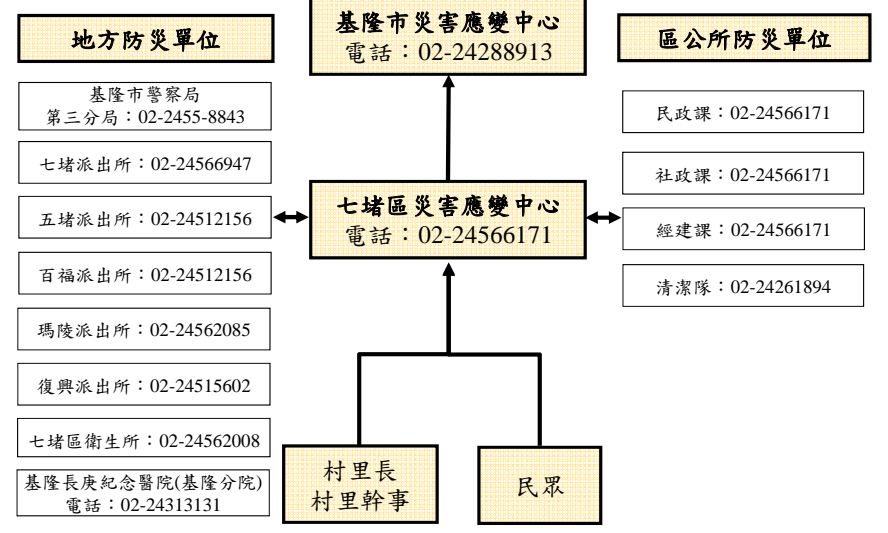 地方防災單位
基隆市警察局
第三分局：02-2455-8843
七堵派出所：02-24566947
五堵派出所：02-24512156
百福派出所：02-24512156
瑪陵派出所：02-24562085
復興派出所：02-24515602
七堵區衛生所：02-24562008
基隆長庚紀念醫院(基隆分院)
電話：02-24313131
基隆市災害應變中心
電話：02-24288913
七堵區災害應變中心
電話：02-24566171
村里長
村里幹事
民眾
區公所防災單位
民政課：02-24566171
社政課：02-24566171
經建課：02-24566171
清潔隊：02-24261894